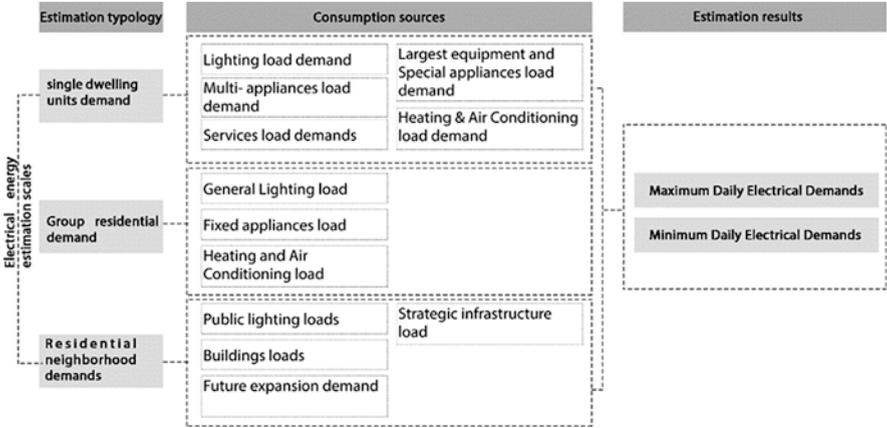 Estimation typology
Consumption sources
Estimation results
Electrical energy
estimation scales
single dwelling
units demand
Lighting load demand
Multi- appliances load
demand
Services load demands
Largest equipment and
Special appliances load
demand
Heating & Air Conditioning
load demand
Group residential
demand
General Lighting load
Fixed appliances load
Heating and Air
Conditioning load
Residential
neighborhood
demands
Public lighting loads
Buildings loads
Future expansion demand
Strategic infrastructure
load
Maximum Daily Electrical Demands
Minimum Daily Electrical Demands